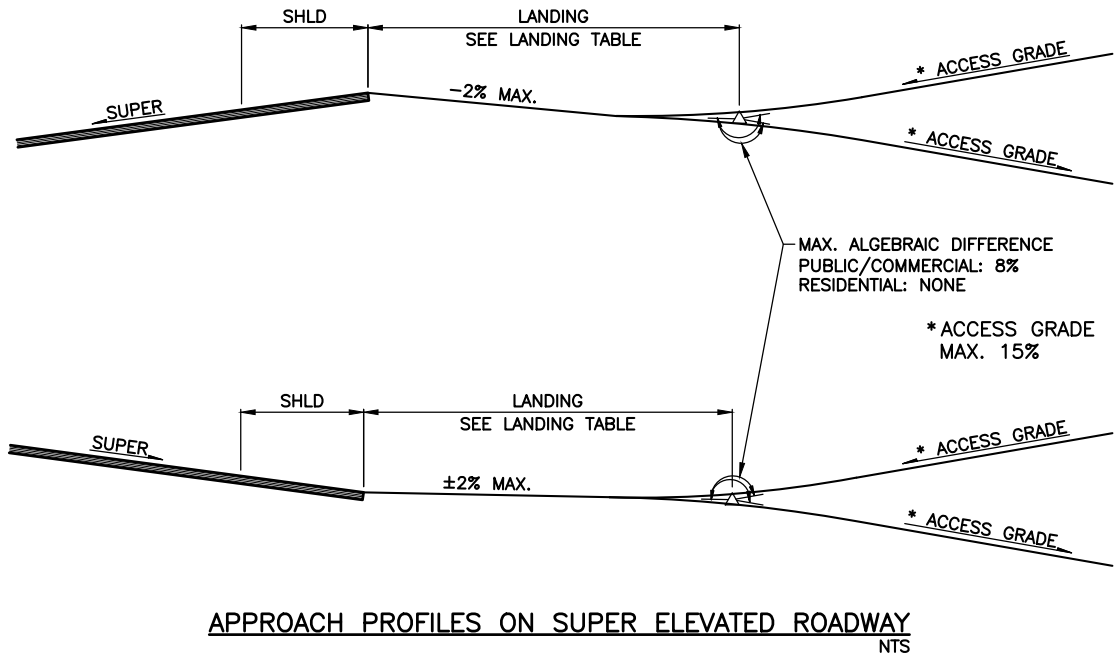 SHLD
LANDING
SEE LANDING TABLE
* ACCESS GRADE
SUPER
-2% MAX.
* ACCESS GRADE
MAX. ALGEBRAIC DIFFERENCE
PUBLIC/COMMERCIAL: 8%
RESIDENTIAL: NONE
* ACCESS GRADE
MAX. 15%
SHLD
LANDING
SEE LANDING TABLE
* ACCESS GRADE
SUPER
±2% MAX.
* ACCESS GRADE
APPROACH PROFILES ON SUPER ELEVATED ROADWAY
NTS